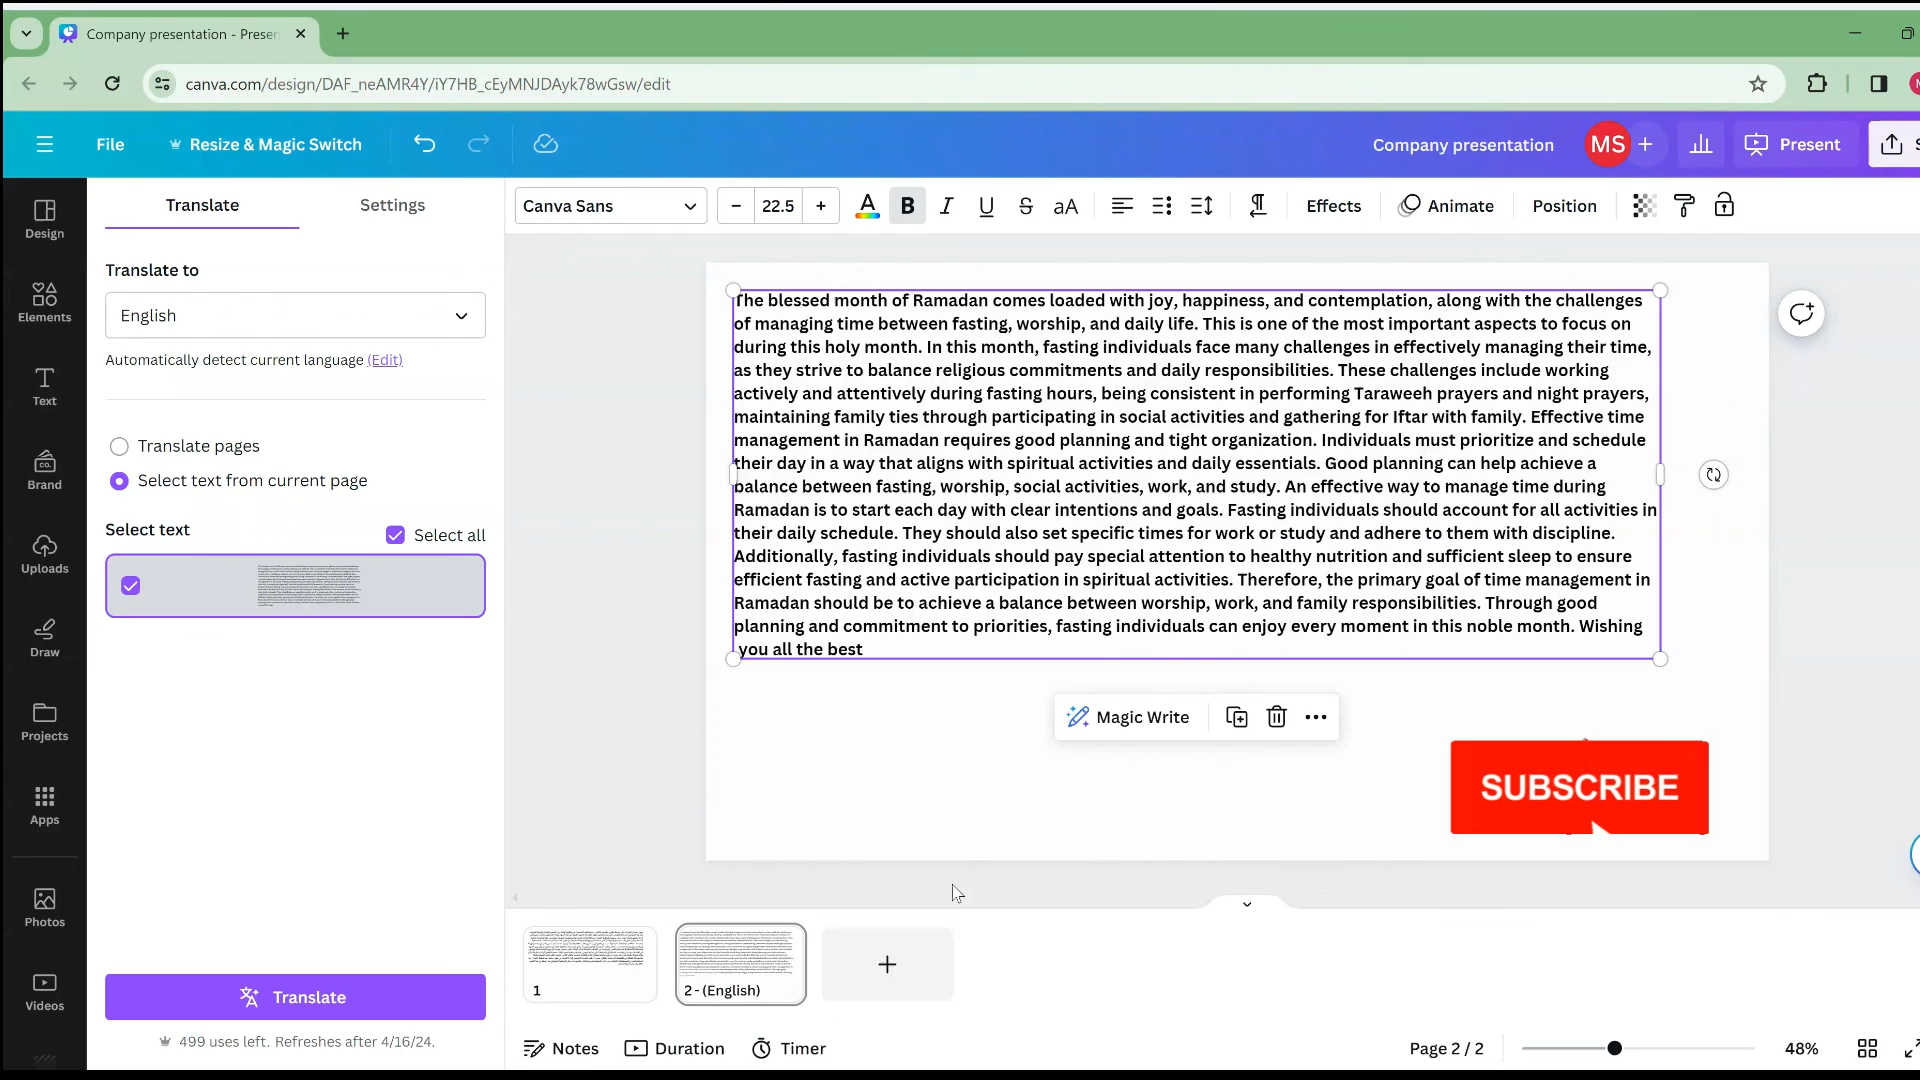 Company presentation - Presen
canva.com/design/DAF_neAMR4Y/iY7HB_cEyMNJDAyk78wGsw/edit
File
Resize & Magic Switch
Company presentation
MS
Present
Translate
Settings
Canva Sans
22.5
Effects
Animate
Position
Design
Elements
Text
Brand
Uploads
Draw
Projects
Apps
Photos
Videos
Translate to
English
Automatically detect current language (Edit)
Translate pages
Select text from current page
Select text
Select all
Translate
499 uses left. Refreshes after 4/16/24.
The blessed month of Ramadan comes loaded with joy, happiness, and contemplation, along with the challenges
of managing time between fasting, worship, and daily life. This is one of the most important aspects to focus on
during this holy month. In this month, fasting individuals face many challenges in effectively managing their time,
as they strive to balance religious commitments and daily responsibilities. These challenges include working
actively and attentively during fasting hours, being consistent in performing Taraweeh prayers and night prayers,
maintaining family ties through participating in social activities and gathering for Iftar with family. Effective time
management in Ramadan requires good planning and tight organization. Individuals must prioritize and schedule
their day in a way that aligns with spiritual activities and daily essentials. Good planning can help achieve a
balance between fasting, worship, social activities, work, and study. An effective way to manage time during
Ramadan is to start each day with clear intentions and goals. Fasting individuals should account for all activities in
their daily schedule. They should also set specific times for work or study and adhere to them with discipline.
Additionally, fasting individuals should pay special attention to healthy nutrition and sufficient sleep to ensure
efficient fasting and active participation in spiritual activities. Therefore, the primary goal of time management in
Ramadan should be to achieve a balance between worship, work, and family responsibilities. Through good
planning and commitment to priorities, fasting individuals can enjoy every moment in this noble month. Wishing
you all the best
Magic Write
SUBSCRIBE
1
2 - (English)
Notes
Duration
Timer
Page 2 / 2
48%